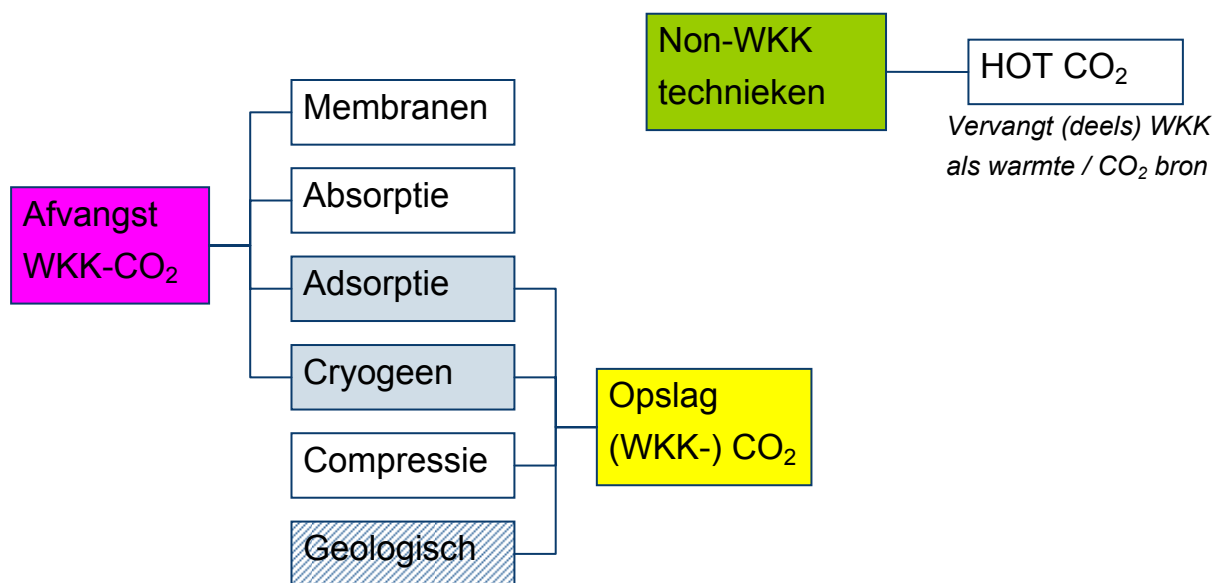 Non-WKK
technieken
HOT CO₂
Vervangt (deels) WKK
als warmte / CO₂ bron
Membranen
Absorptie
Afvangst
WKK-CO₂
Adsorptie
Cryogeen
Opslag
(WKK-) CO₂
Compressie
Geologisch